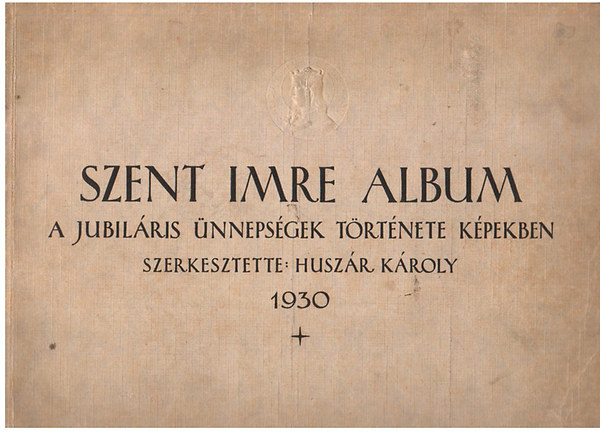 SZENT IMRE ALBUM
A JUBILÁRIS ÜNNEPSÉGEK TÖRTÉNETE KÉPEKBEN
SZERKESZTETTE: HUSZÁR KÁROLY
1930